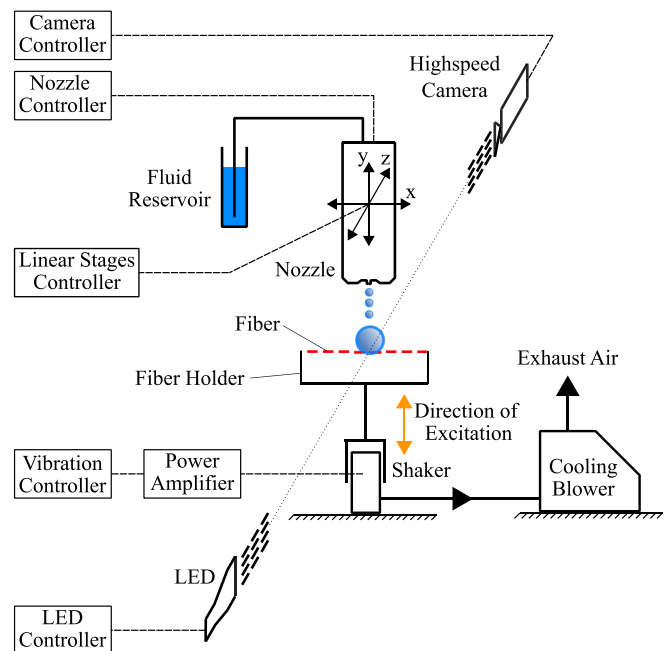 Camera
Controller
Highspeed
Camera
Nozzle
Controller
y
z
x
Fluid
Reservoir
Linear Stages
Controller
Nozzle
Fiber
Fiber Holder
Exhaust Air
Direction of
Excitation
Vibration
Controller
Power
Amplifier
Shaker
Cooling
Blower
LED
LED
Controller